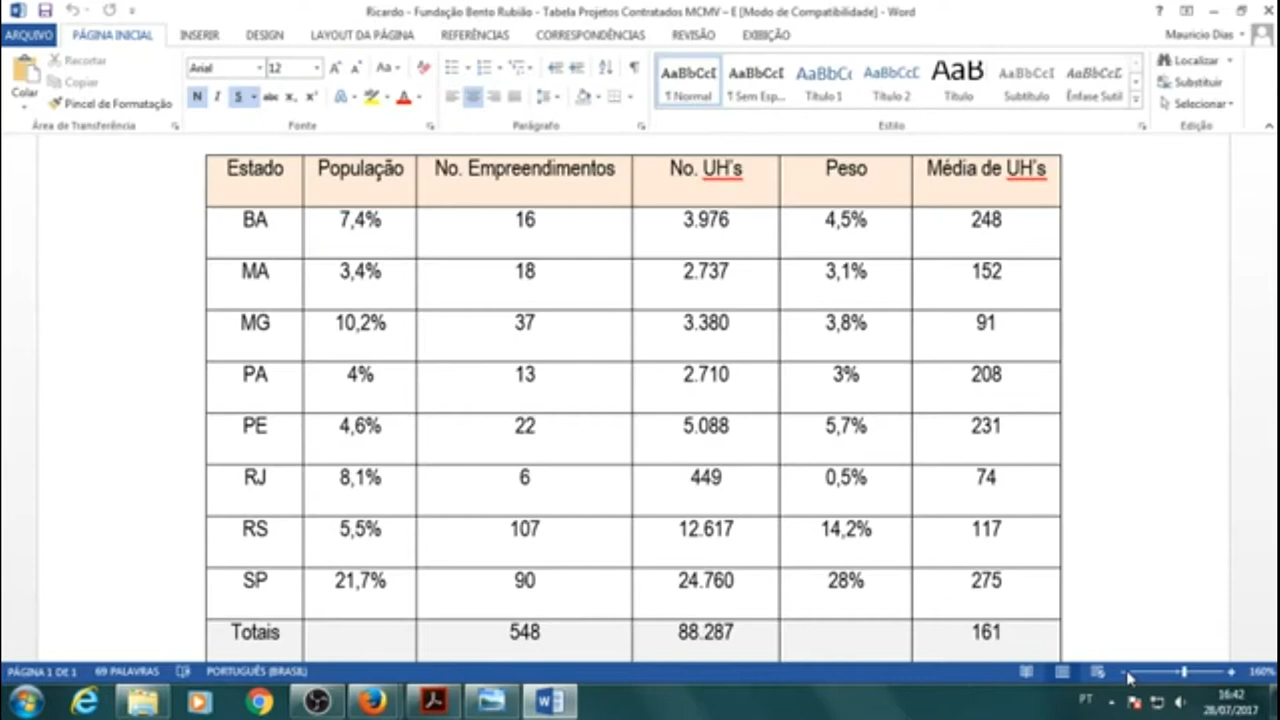 Ricardo - Fundação Bento Rubião - Tabela Projetos Contratados MCMV – E [Modo de Compatibilidade] - Word
ARQUIVO PÁGINA INICIAL INSERIR DESIGN LAYOUT DA PÁGINA REFERÊNCIAS CORRESPONDÊNCIAS REVISÃO EXIBIÇÃO Mauricio Dias
Colar
Recortar
Copiar
Pincel de Formatação
Área de Transferência
Arial 12
N I S abc x₂ x²
Fonte
Parágrafo
AaBbCcI AaBbCcI AaBbCc AaBbCcI AaB AaBbCcI AaBbCcI
¶ Normal ¶ Sem Esp... Título 1 Título 2 Título Subtítulo Ênfase Sutil
Estilo
Localizar
Substituir
Selecionar
Edição
Estado População No. Empreendimentos No. UH's Peso Média de UH's
BA 7,4% 16 3.976 4,5% 248
MA 3,4% 18 2.737 3,1% 152
MG 10,2% 37 3.380 3,8% 91
PA 4% 13 2.710 3% 208
PE 4,6% 22 5.088 5,7% 231
RJ 8,1% 6 449 0,5% 74
RS 5,5% 107 12.617 14,2% 117
SP 21,7% 90 24.760 28% 275
Totais 548 88.287 161
PÁGINA 1 DE 1 69 PALAVRAS PORTUGUÊS (BRASIL) 160%
PT 16:42
28/07/2017